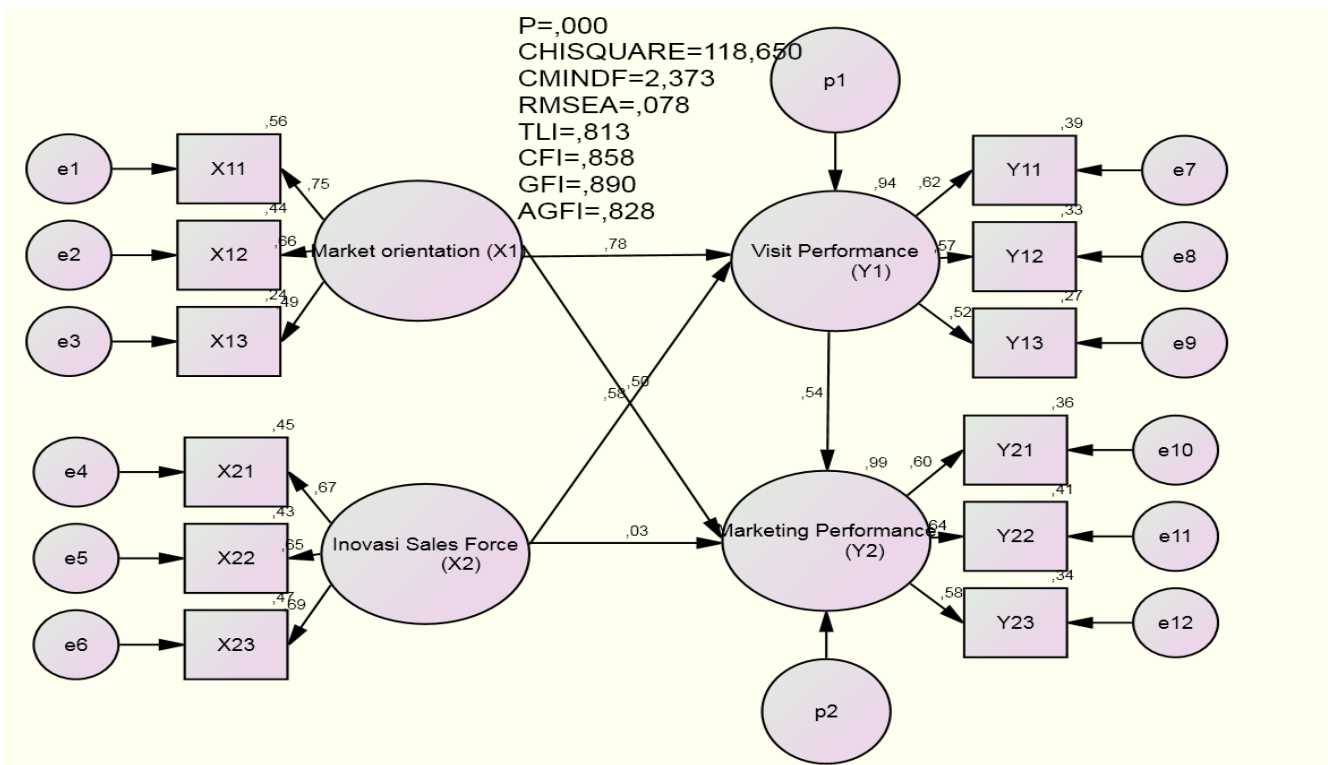 P=,000
CHISQUARE=118,650
CMINDF=2,373
RMSEA=,078
TLI=,813
CFI=,858
GFI=,890
AGFI=,828
p1
,56
e1
X11
,75
,44
e2
X12
,66
,24
e3
X13
,49
Market orientation (X1)
,78
,94
Visit Performance
(Y1)
,62
,39
Y11
e7
,57
,33
Y12
e8
,52
,27
Y13
e9
,58
,50
,54
,45
e4
X21
,67
,43
e5
X22
,65
,47
e6
X23
,69
Inovasi Sales Force
(X2)
,03
,99
Marketing Performance
(Y2)
,60
,36
Y21
e10
,64
,41
Y22
e11
,58
,34
Y23
e12
p2